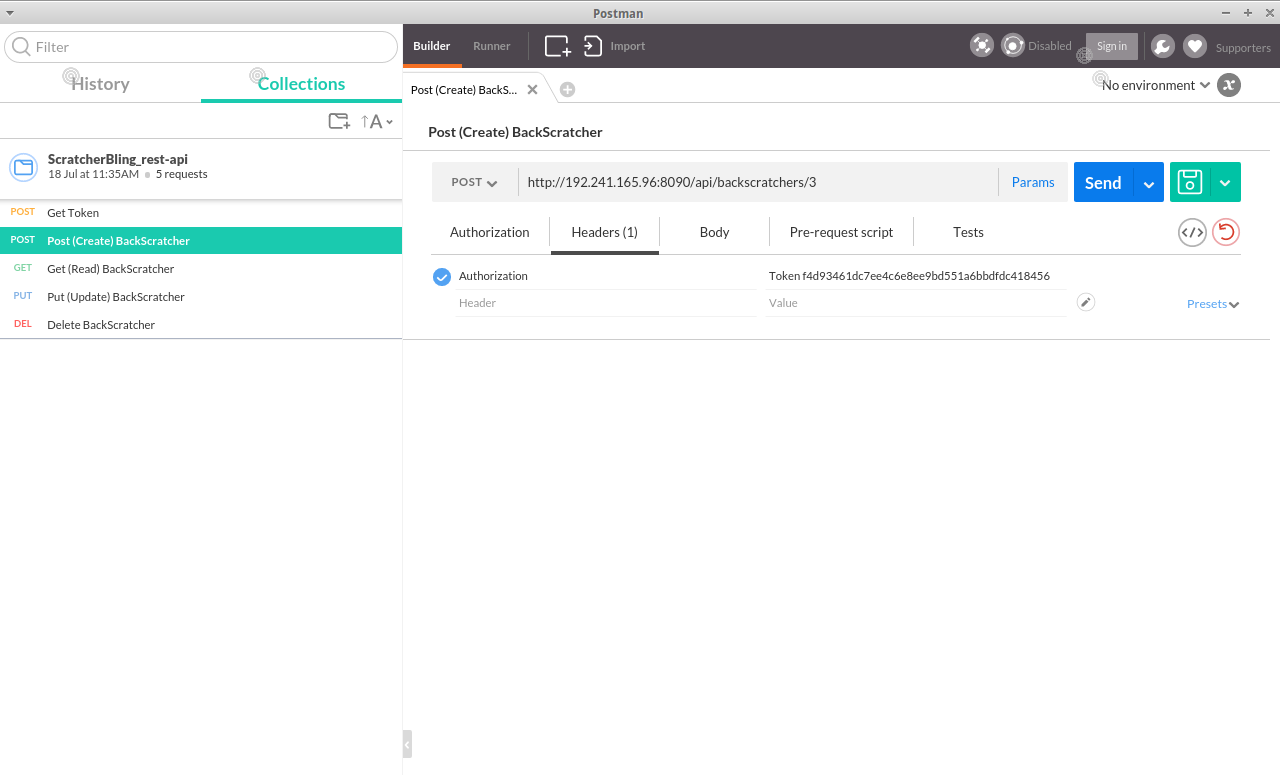 Postman
Filter
Builder
Runner
Import
Disabled
Sign in
Supporters
History
Collections
Post (Create) BackS...
No environment
A
Post (Create) BackScratcher
ScratcherBling_rest-api
18 Jul at 11:35AM 5 requests
POST http://192.241.165.96:8090/api/backscratchers/3 Params Send
POST Get Token
POST Post (Create) BackScratcher
GET Get (Read) BackScratcher
PUT Put (Update) BackScratcher
DEL Delete BackScratcher
Authorization Headers (1) Body Pre-request script Tests
Authorization Token f4d93461dc7ee4c6e8ee9bd551a6bbdfdc418456
Header Value Presets